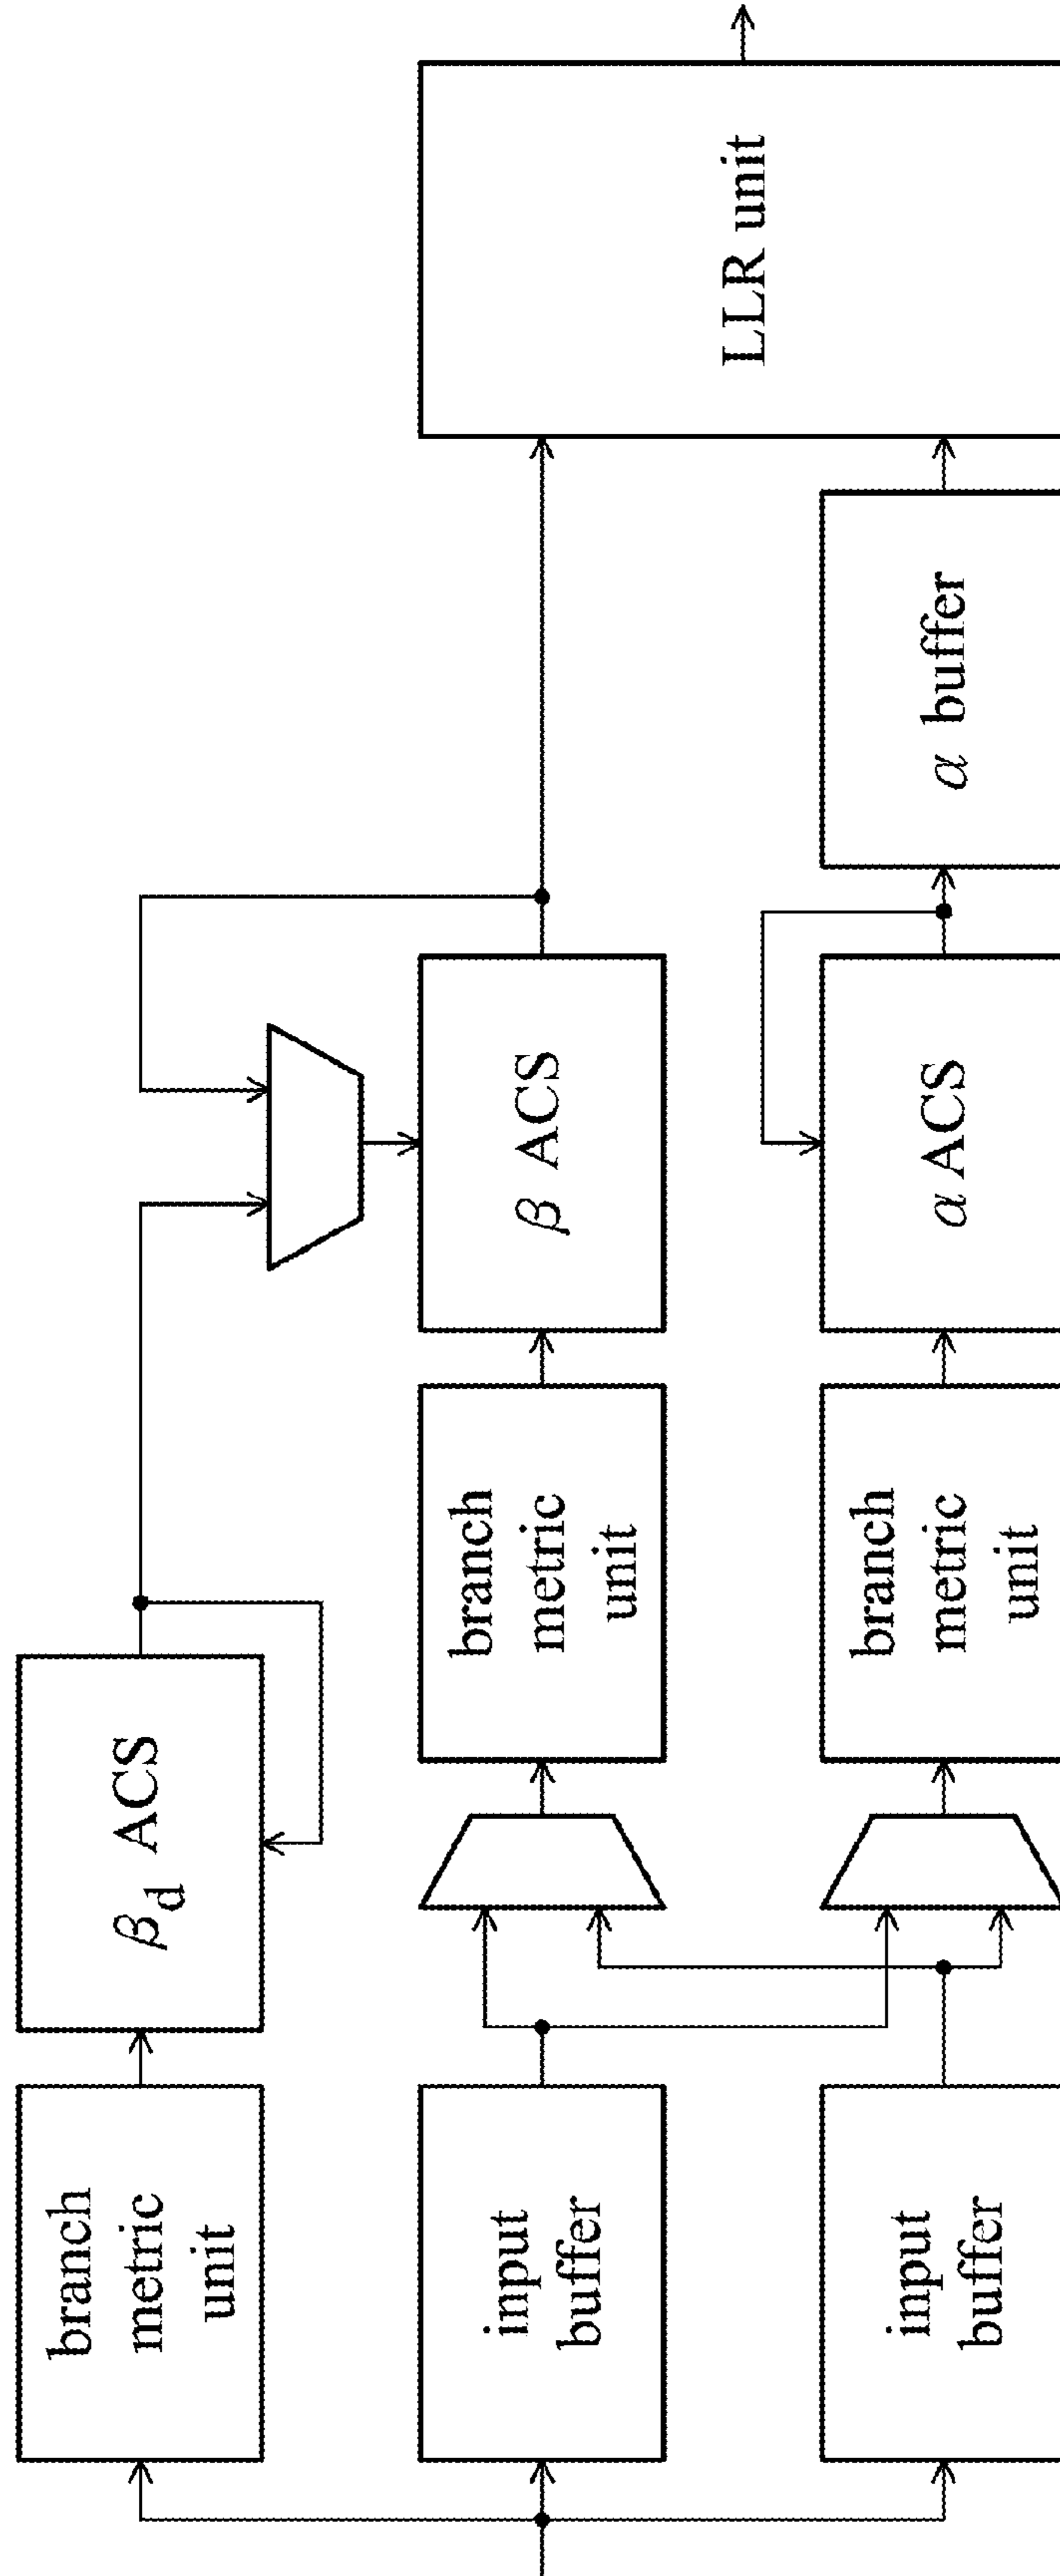 branch
metric
unit
β_d ACS
input
buffer
branch
metric
unit
β ACS
LLR unit
input
buffer
branch
metric
unit
α ACS
α buffer